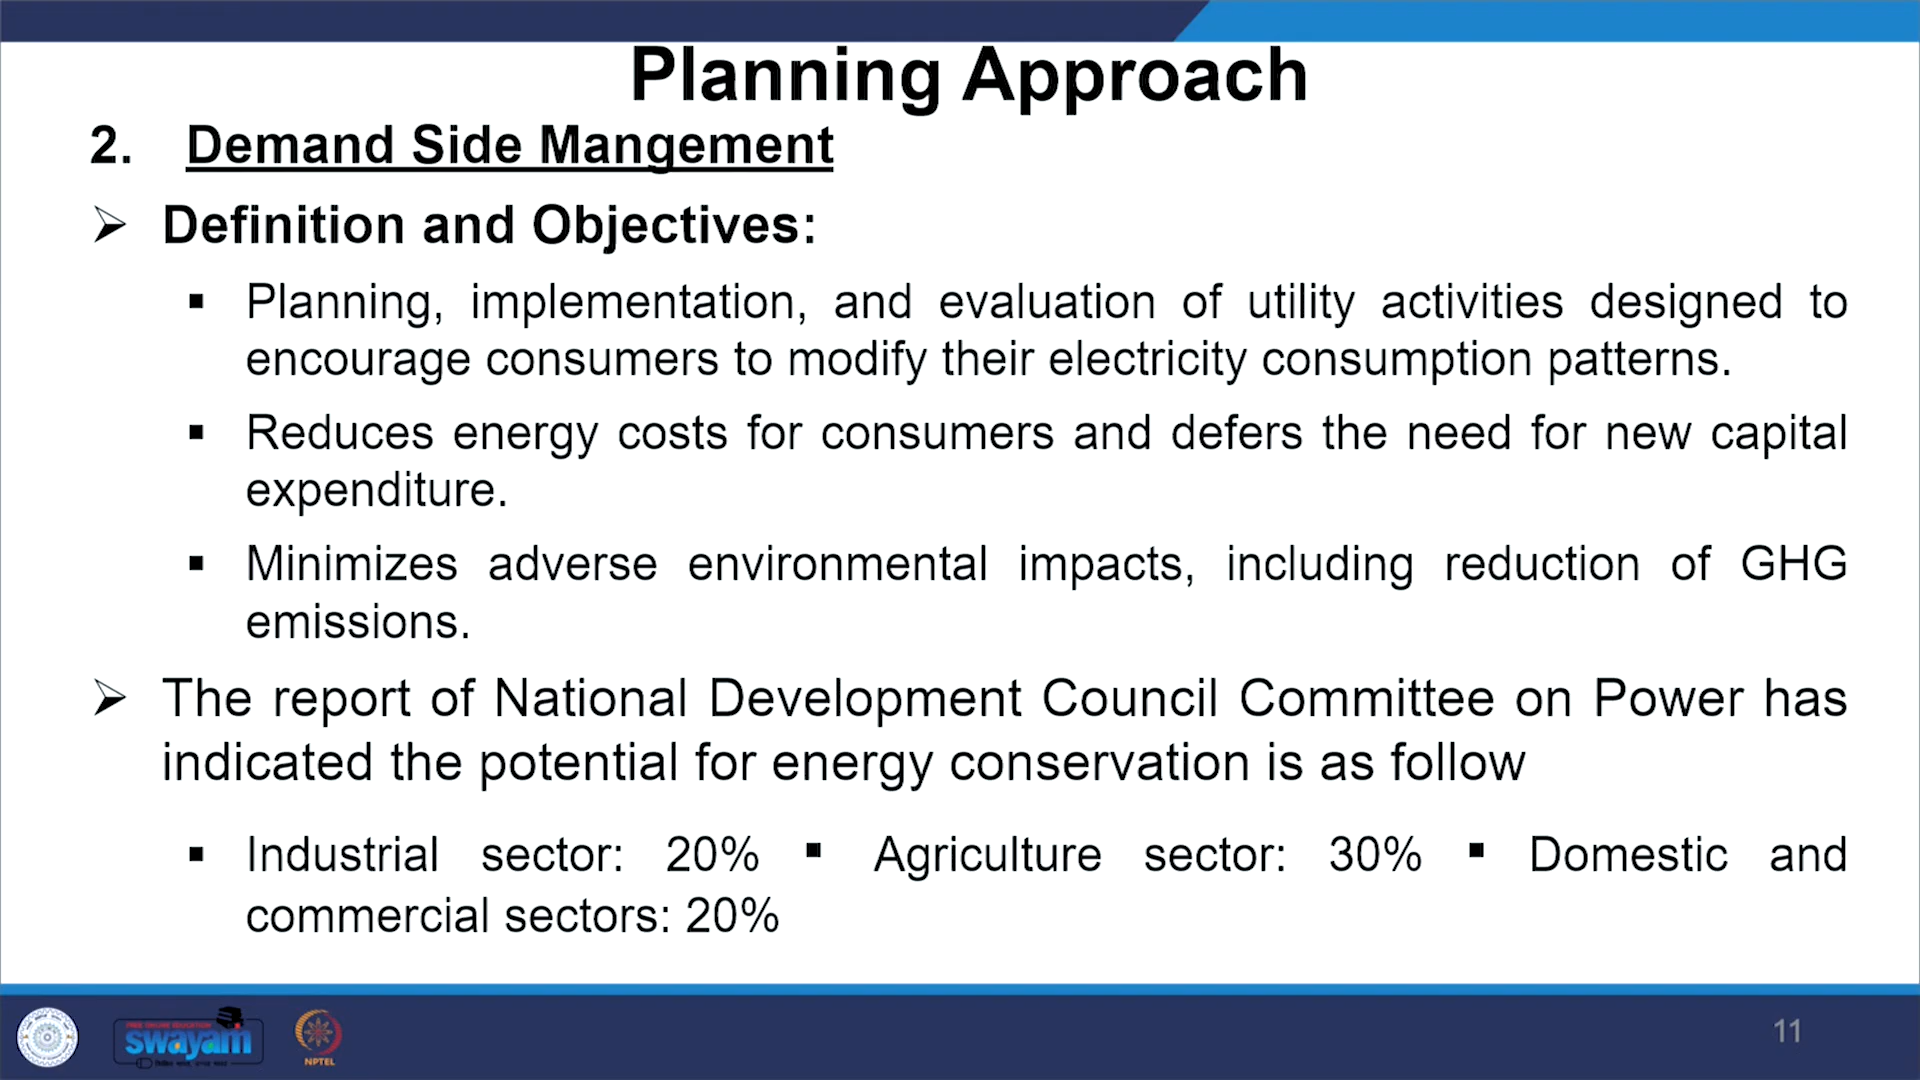 Planning Approach
2. Demand Side Mangement
➢ Definition and Objectives:
▪ Planning, implementation, and evaluation of utility activities designed to
encourage consumers to modify their electricity consumption patterns.
▪ Reduces energy costs for consumers and defers the need for new capital
expenditure.
▪ Minimizes adverse environmental impacts, including reduction of GHG
emissions.
➢ The report of National Development Council Committee on Power has
indicated the potential for energy conservation is as follow
▪ Industrial sector: 20% ▪ Agriculture sector: 30% ▪ Domestic and
commercial sectors: 20%
FREE ONLINE EDUCATION
swayam
NPTEL
11